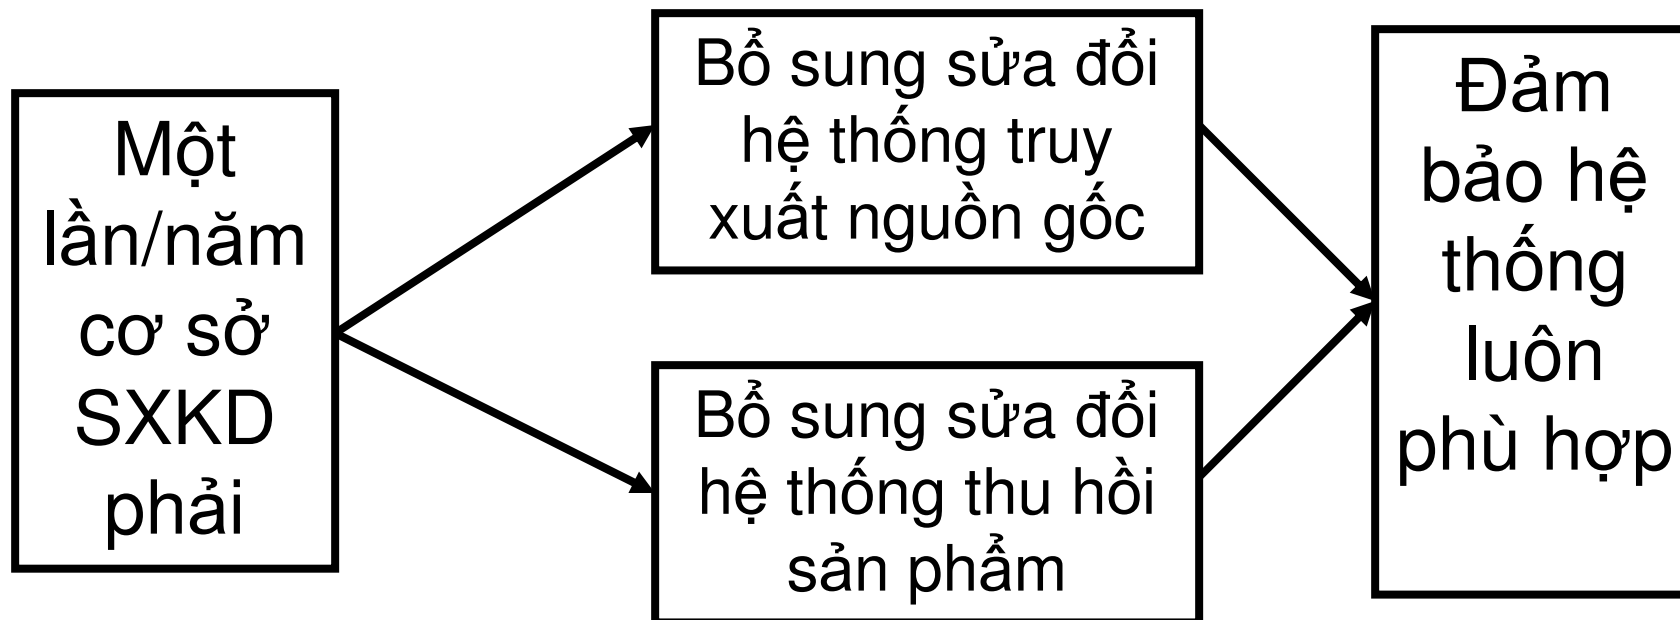 Một
lần/năm
cơ sở
SXKD
phải
Bổ sung sửa đổi
hệ thống truy
xuất nguồn gốc
Bổ sung sửa đổi
hệ thống thu hồi
sản phẩm
Đảm
bảo hệ
thống
luôn
phù hợp